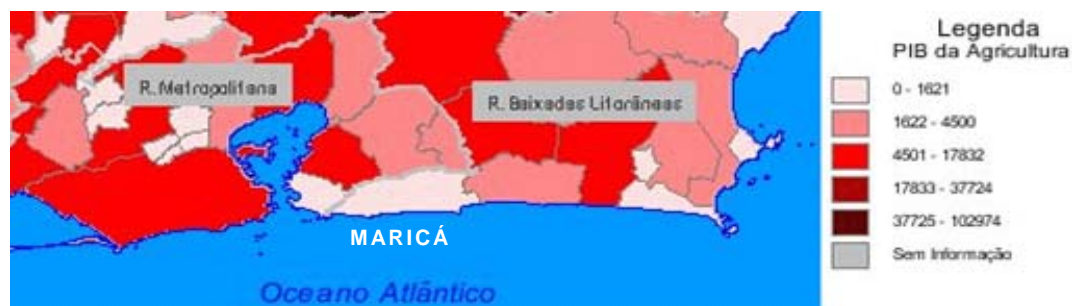 R. Metropolitana
R. Baixadas Litorâneas
MARICÁ
Oceano Atlântico
Legenda
PIB da Agricultura
0 - 1621
1622 - 4500
4501 - 17832
17833 - 37724
37725 - 102974
Sem Informação